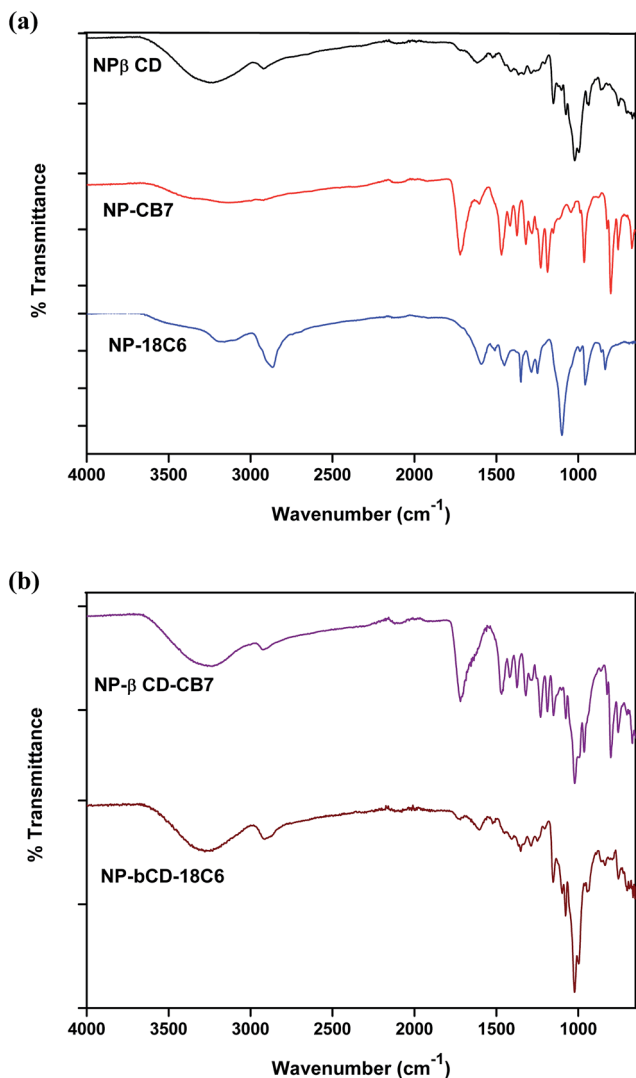 (a)
NPβ CD
NP-CB7
NP-18C6
% Transmittance
4000 3500 3000 2500 2000 1500 1000
Wavenumber (cm⁻¹)
(b)
NP-β CD-CB7
NP-bCD-18C6
% Transmittance
4000 3500 3000 2500 2000 1500 1000
Wavenumber (cm⁻¹)